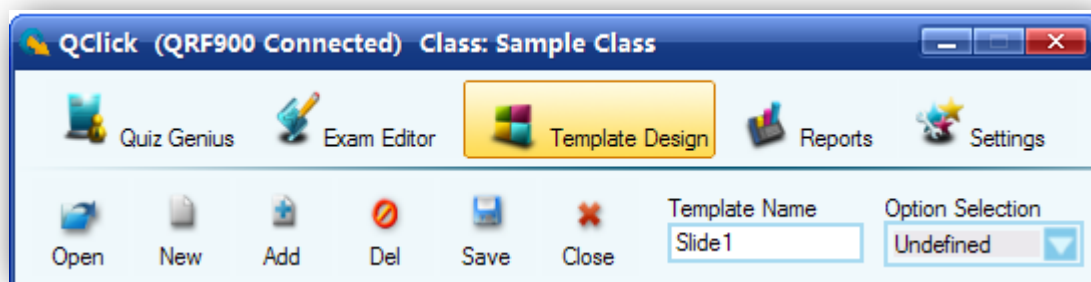 QClick (QRF900 Connected) Class: Sample Class
Quiz Genius Exam Editor Template Design Reports Settings
Template Name Option Selection
Slide1 Undefined
Open New Add Del Save Close